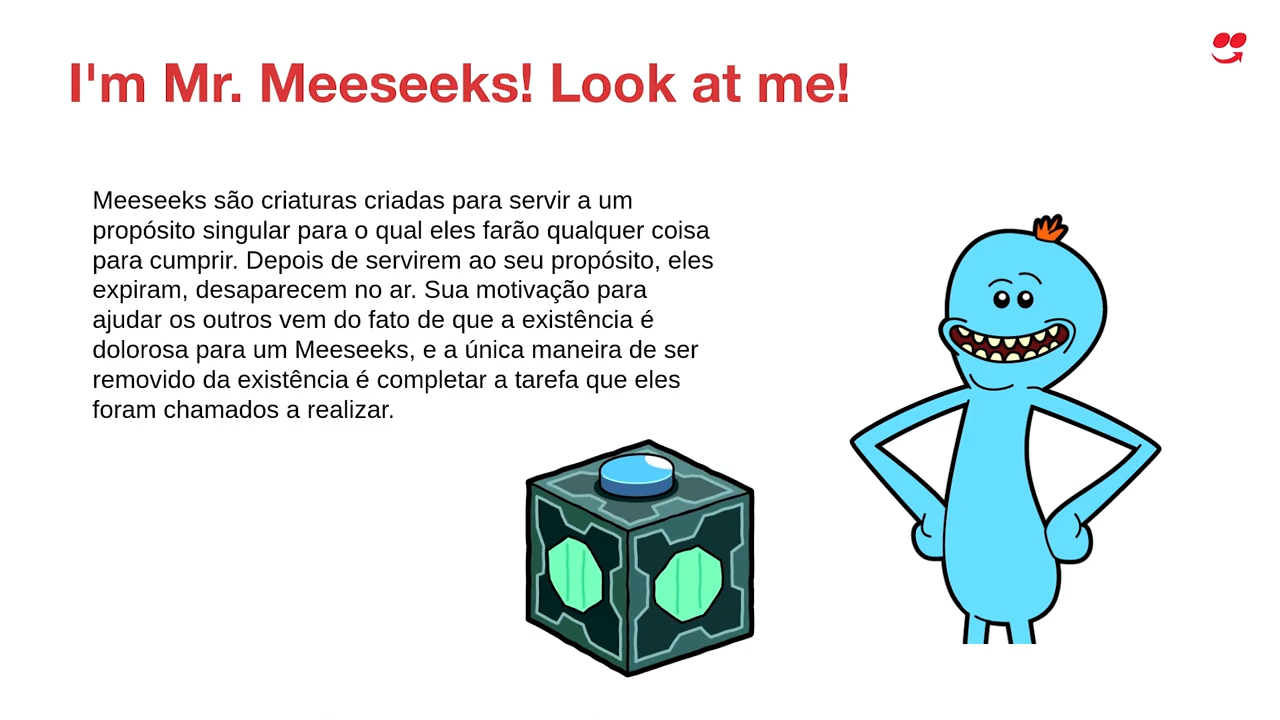 I'm Mr. Meeseeks! Look at me!
Meeseeks são criaturas criadas para servir a um
propósito singular para o qual eles farão qualquer coisa
para cumprir. Depois de servirem ao seu propósito, eles
expiram, desaparecem no ar. Sua motivação para
ajudar os outros vem do fato de que a existência é
dolorosa para um Meeseeks, e a única maneira de ser
removido da existência é completar a tarefa que eles
foram chamados a realizar.